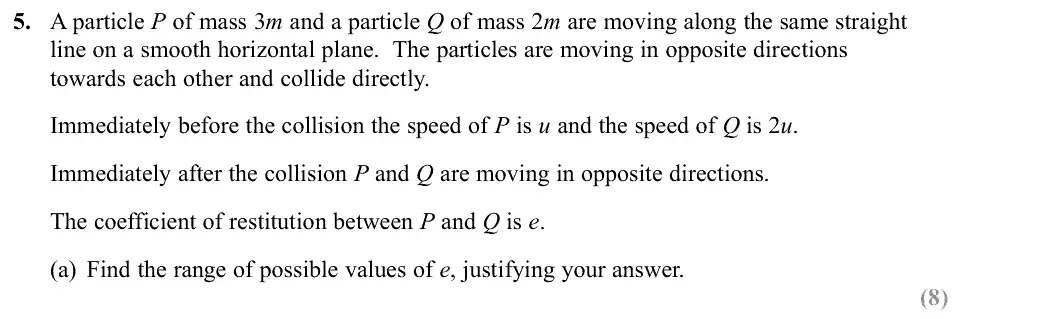 5. A particle P of mass 3m and a particle Q of mass 2m are moving along the same straight
line on a smooth horizontal plane. The particles are moving in opposite directions
towards each other and collide directly.
Immediately before the collision the speed of P is u and the speed of Q is 2u.
Immediately after the collision P and Q are moving in opposite directions.
The coefficient of restitution between P and Q is e.
(a) Find the range of possible values of e, justifying your answer.
(8)